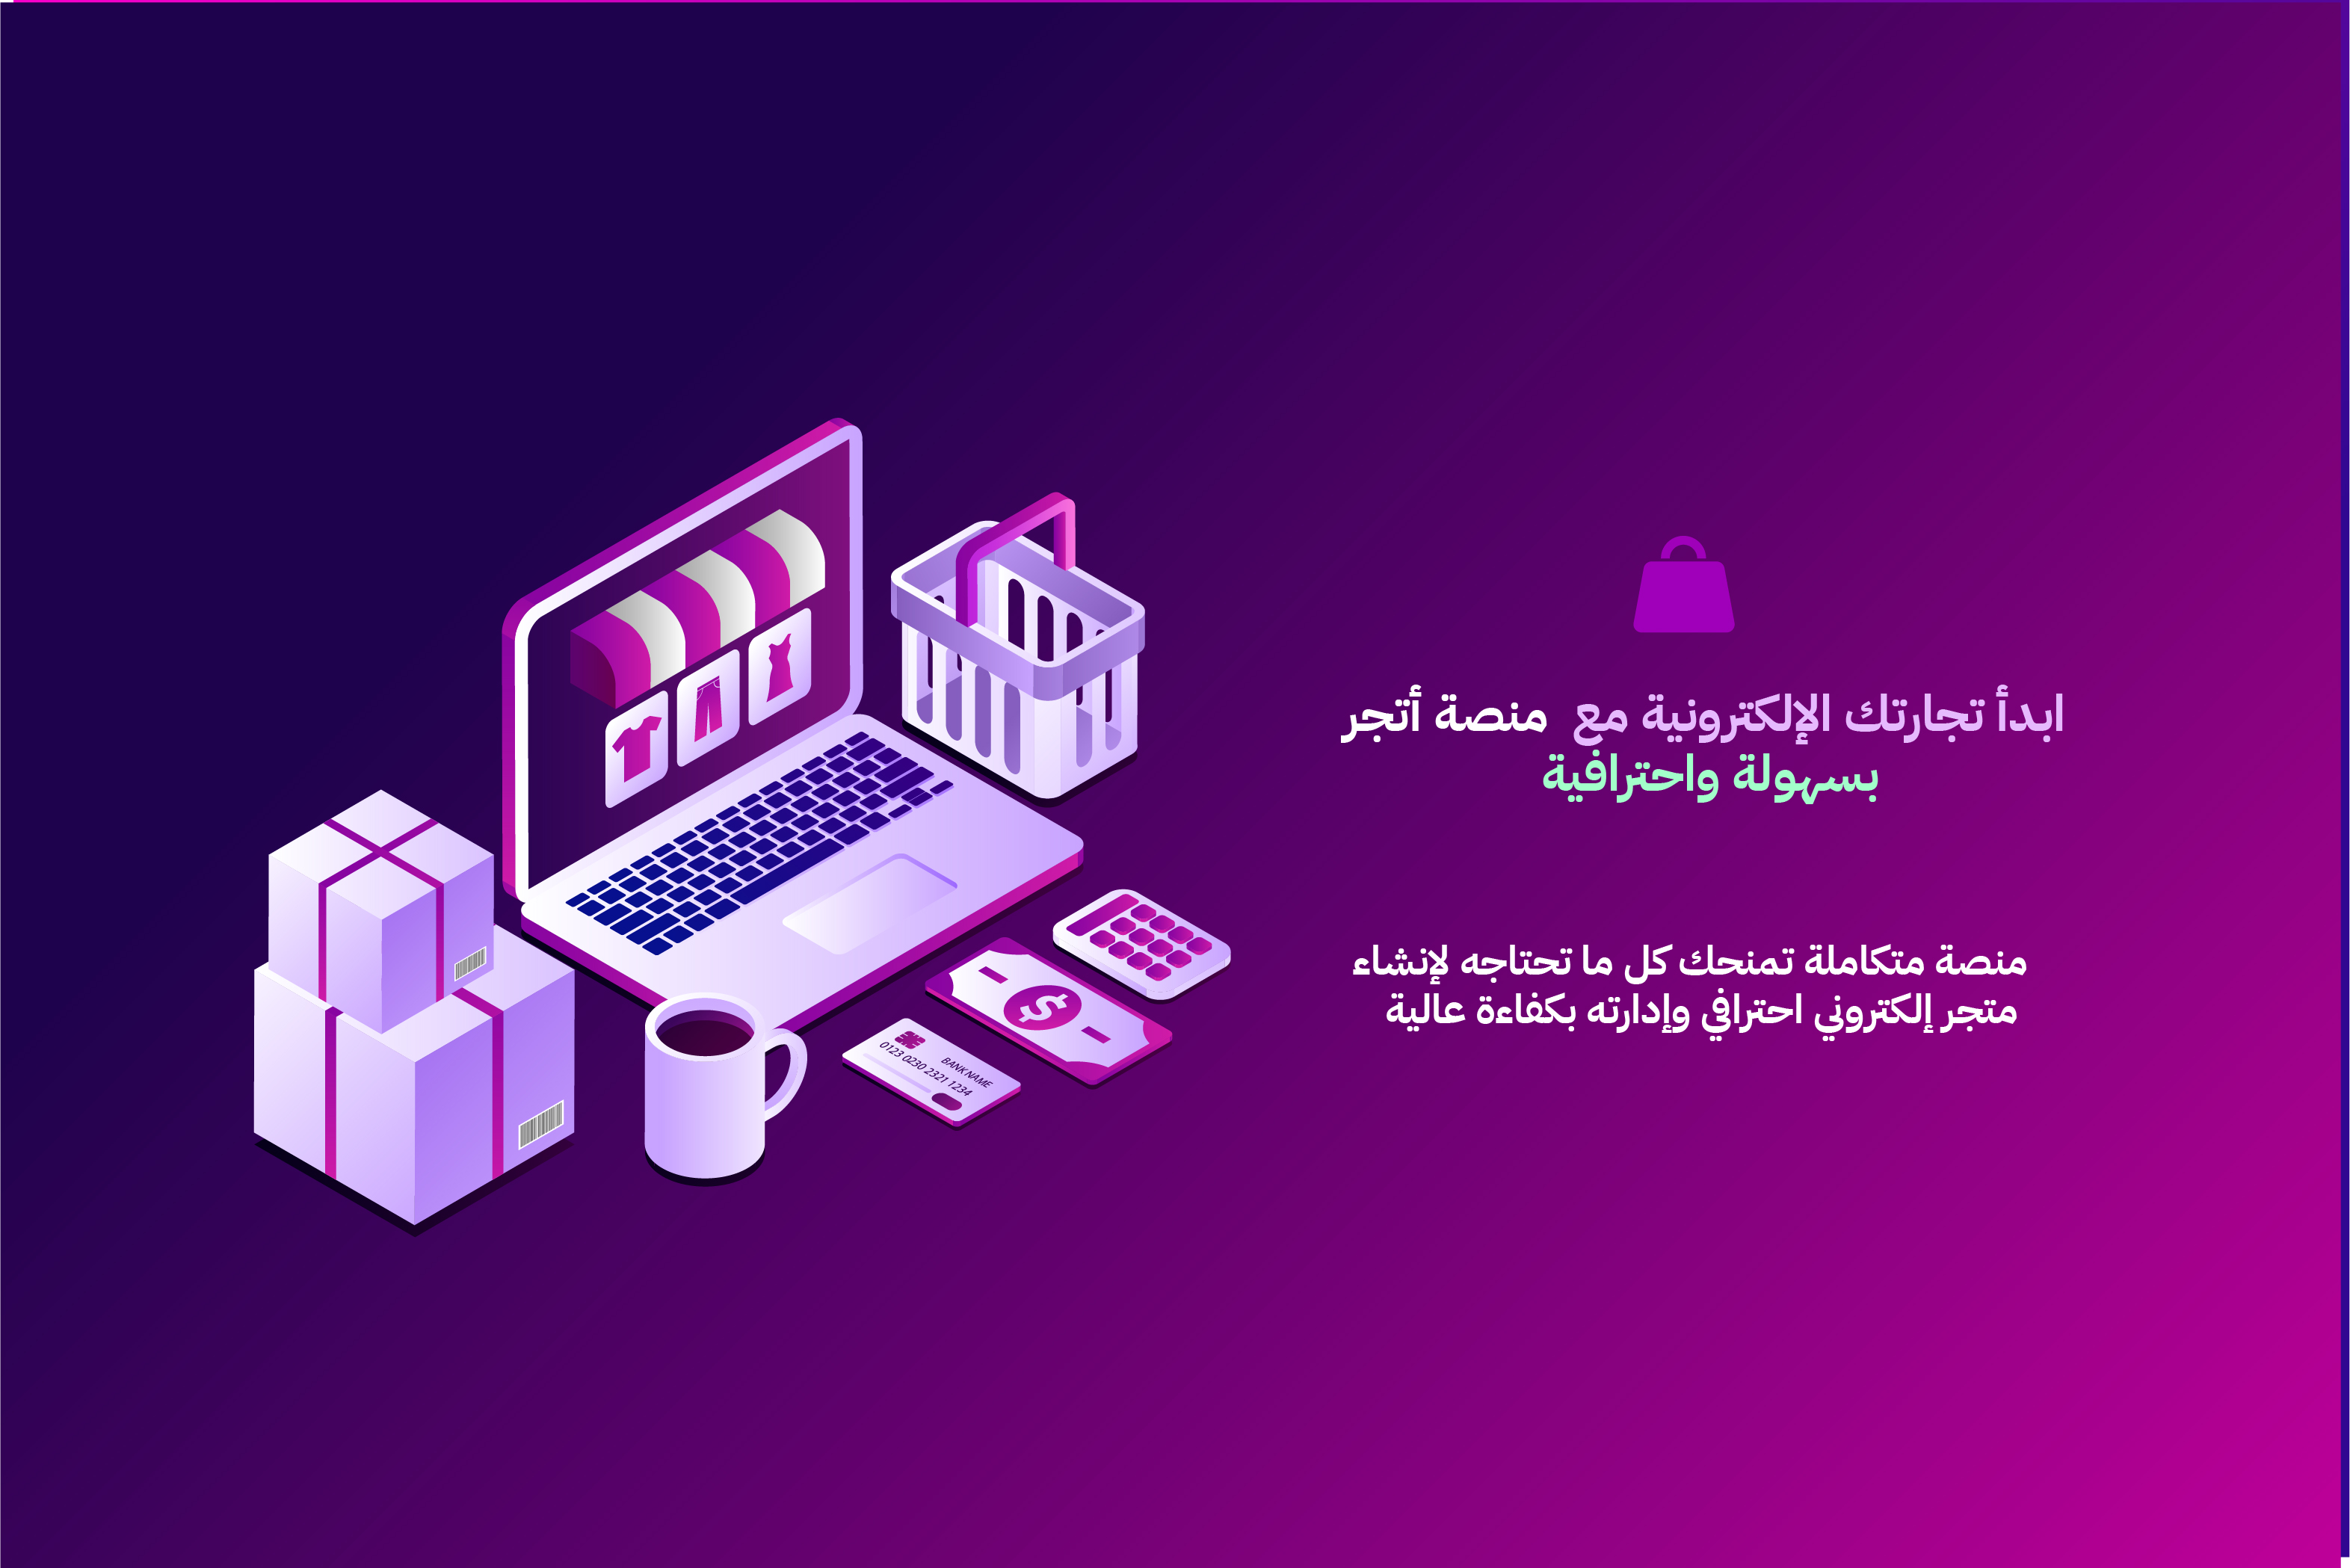 ابدأ تجارتك الإلكترونية مع منصة أتجر
بسهولة واحترافية
منصة متكاملة تمنحك كل ما تحتاجه لإنشاء
متجر إلكتروني احترافي وإدارته بكفاءة عالية
$
BANK NAME
0123 0230 2321 1234